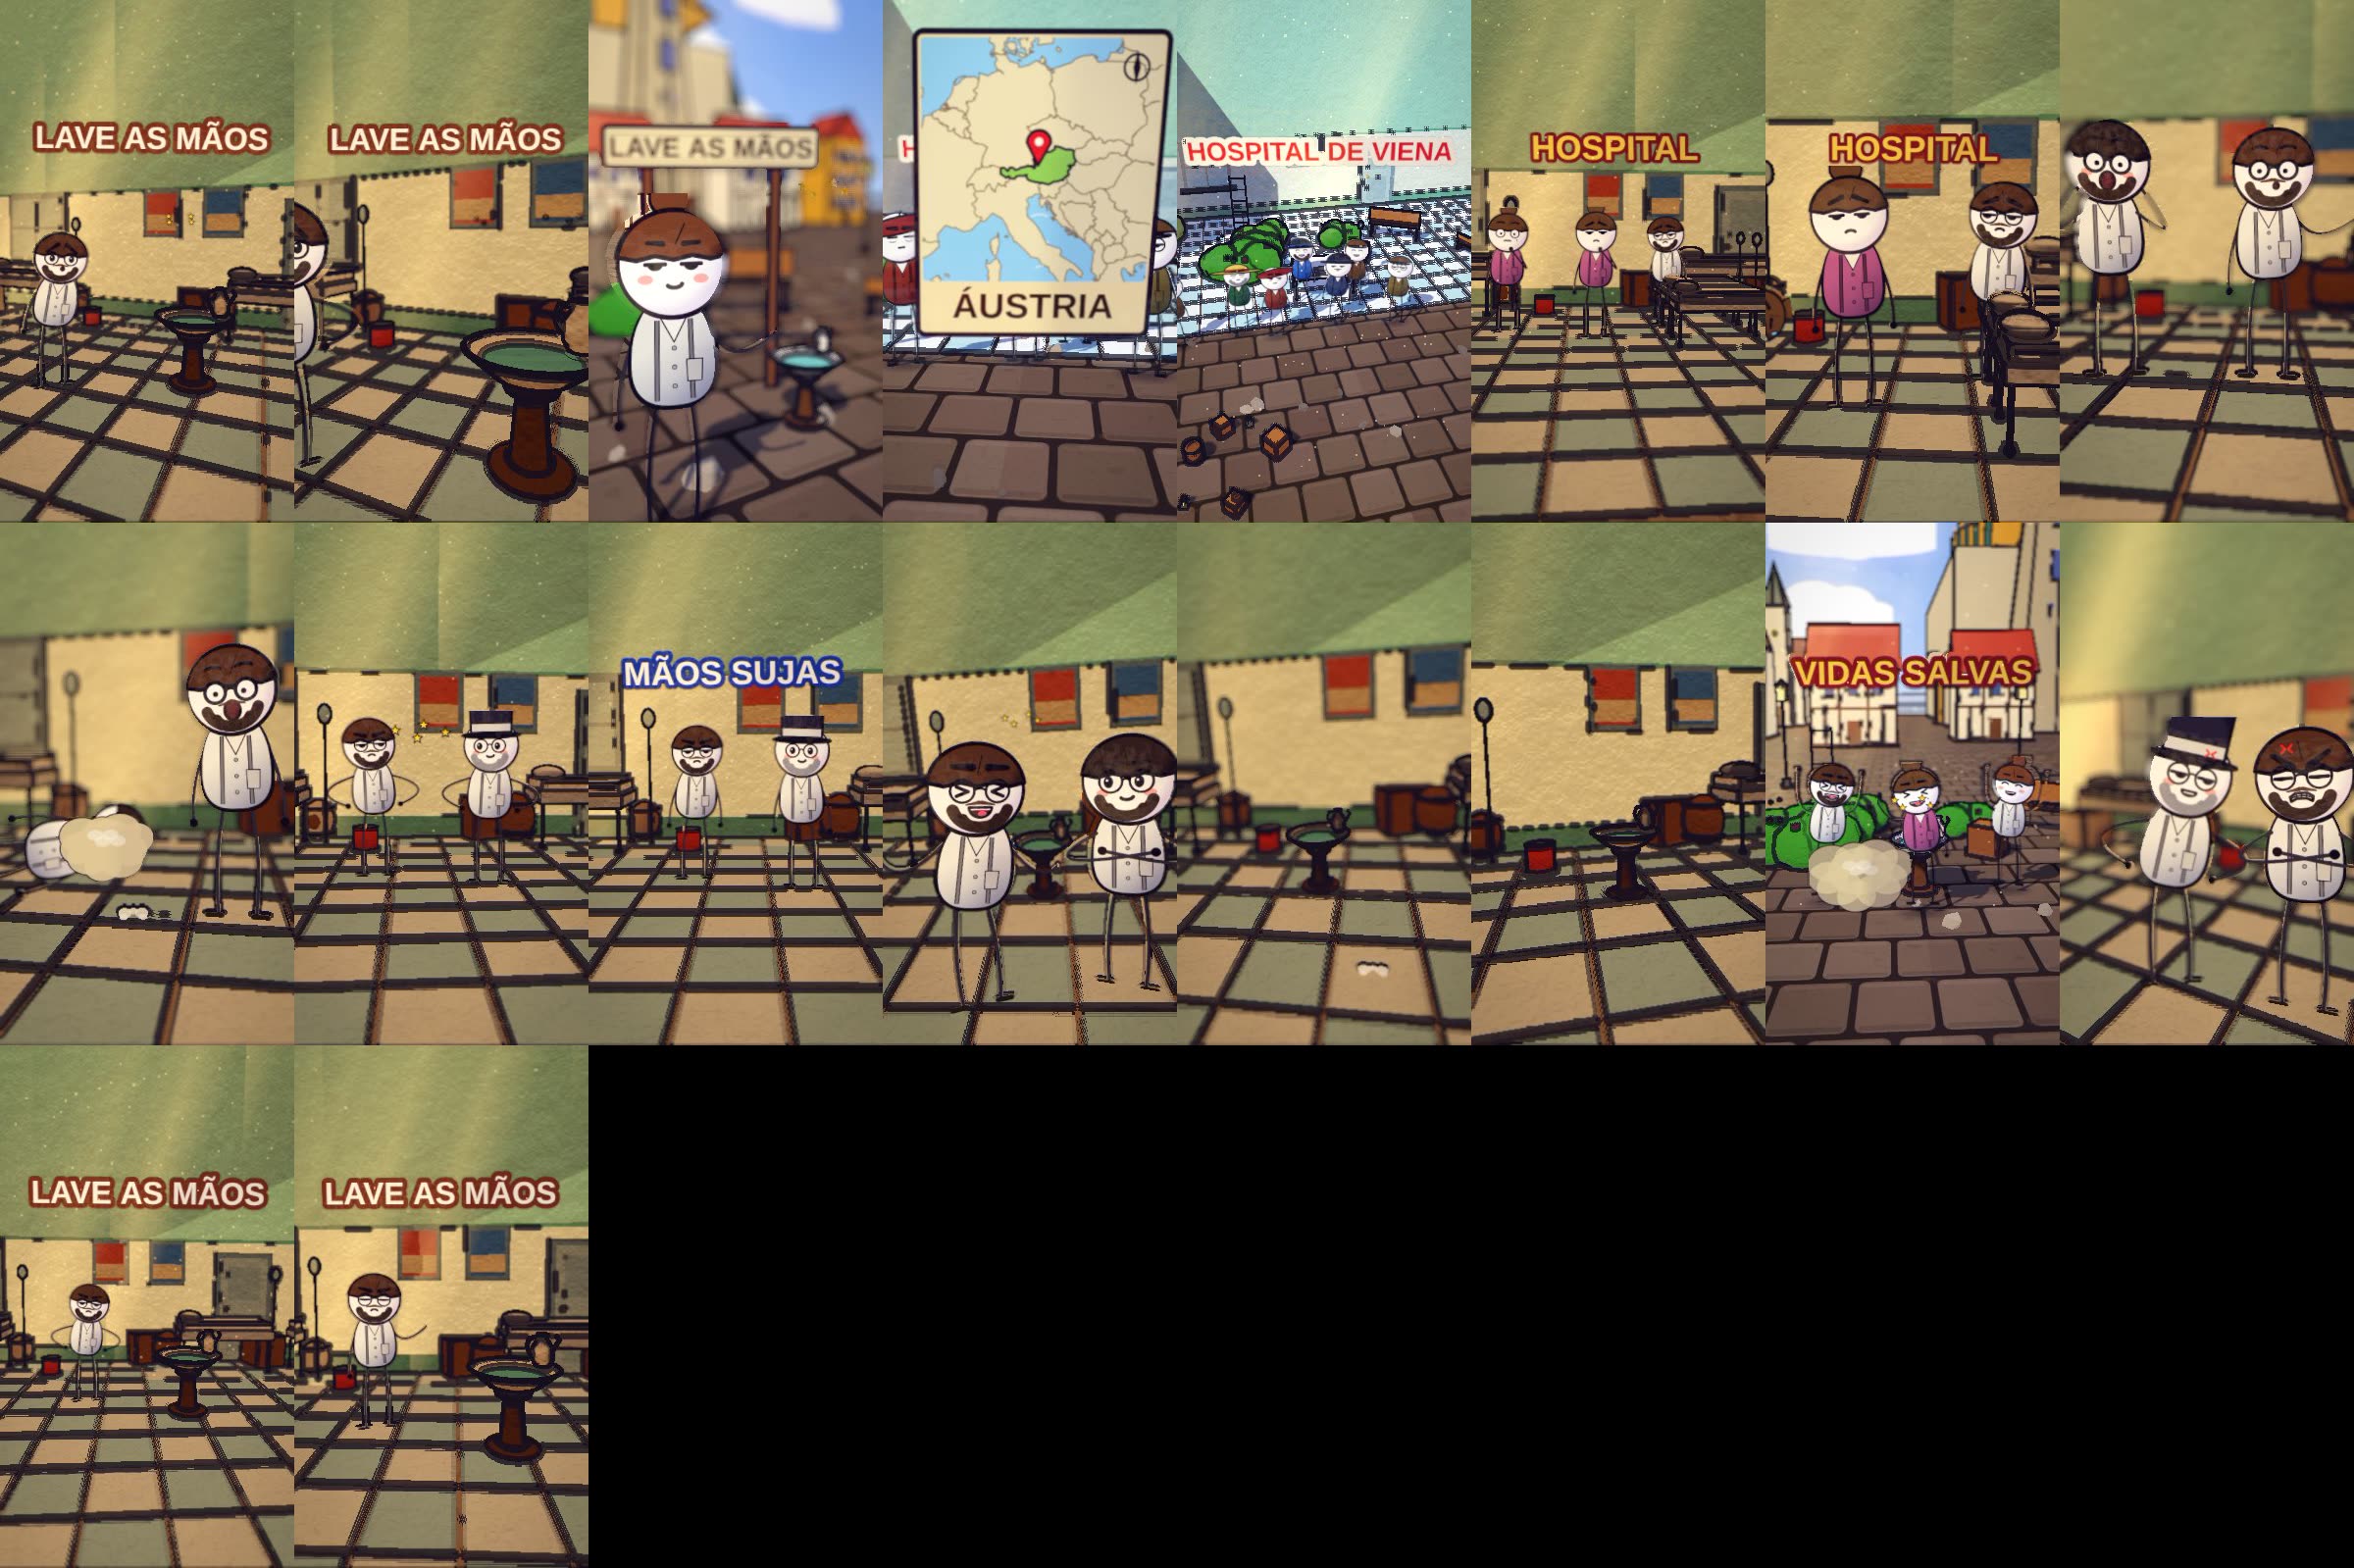 LAVE AS MÃOS
LAVE AS MÃOS
LAVE AS MÃOS
H
ÁUSTRIA
HOSPITAL DE VIENA
HOSPITAL
HOSPITAL
MÃOS SUJAS
VIDAS SALVAS
LAVE AS MÃOS
LAVE AS MÃOS